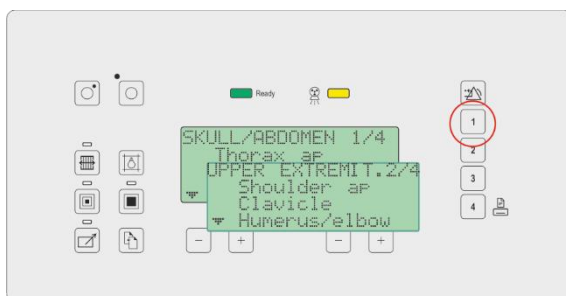 Ready
SKULL/ABDOMEN 1/4
Thorax ap
UPPER EXTREMIT.2/4
Shoulder ap
Clavicle
Humerus/elbow
1
2
3
4
- +
- +